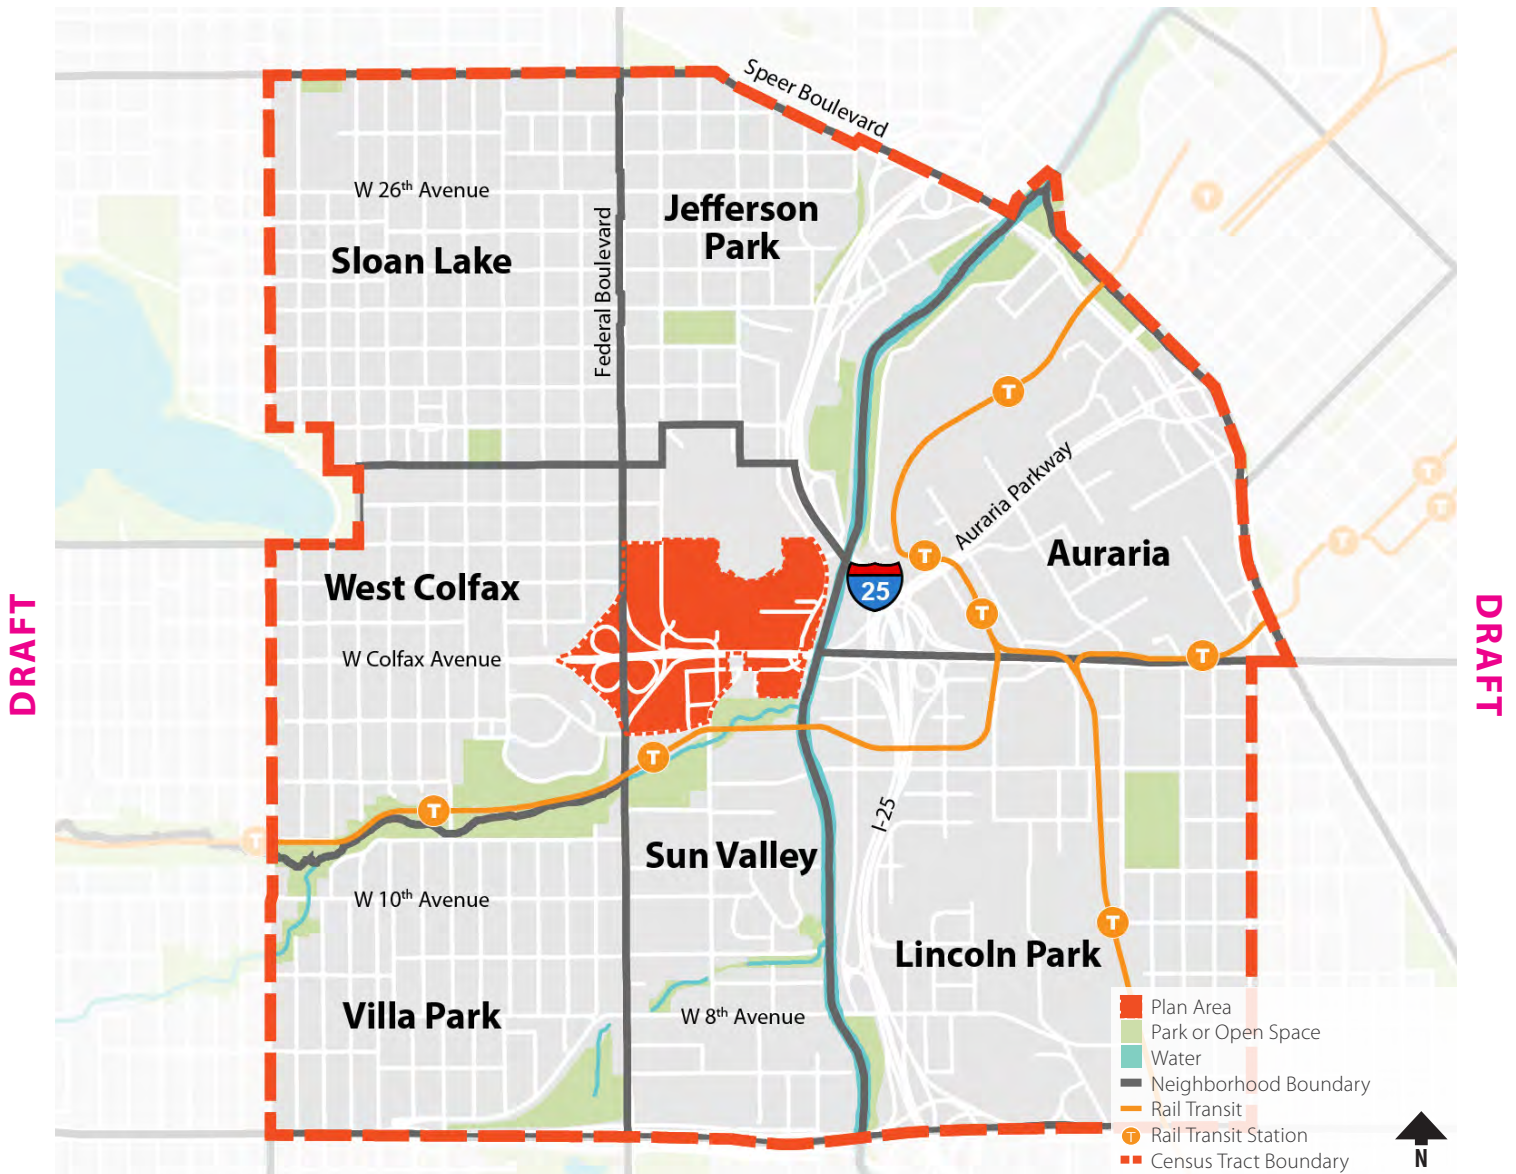 Speer Boulevard
W 26th Avenue
Jefferson
Park
Sloan Lake
Federal Boulevard
T
T
T
T
Auraria Parkway
Auraria
T
T
T
25
West Colfax
W Colfax Avenue
T
DRAFT
DRAFT
T
T
T
I-25
Sun Valley
W 10th Avenue
T
Lincoln Park
Villa Park
W 8th Avenue
Plan Area
Park or Open Space
Water
Neighborhood Boundary
Rail Transit
T Rail Transit Station
Census Tract Boundary
N